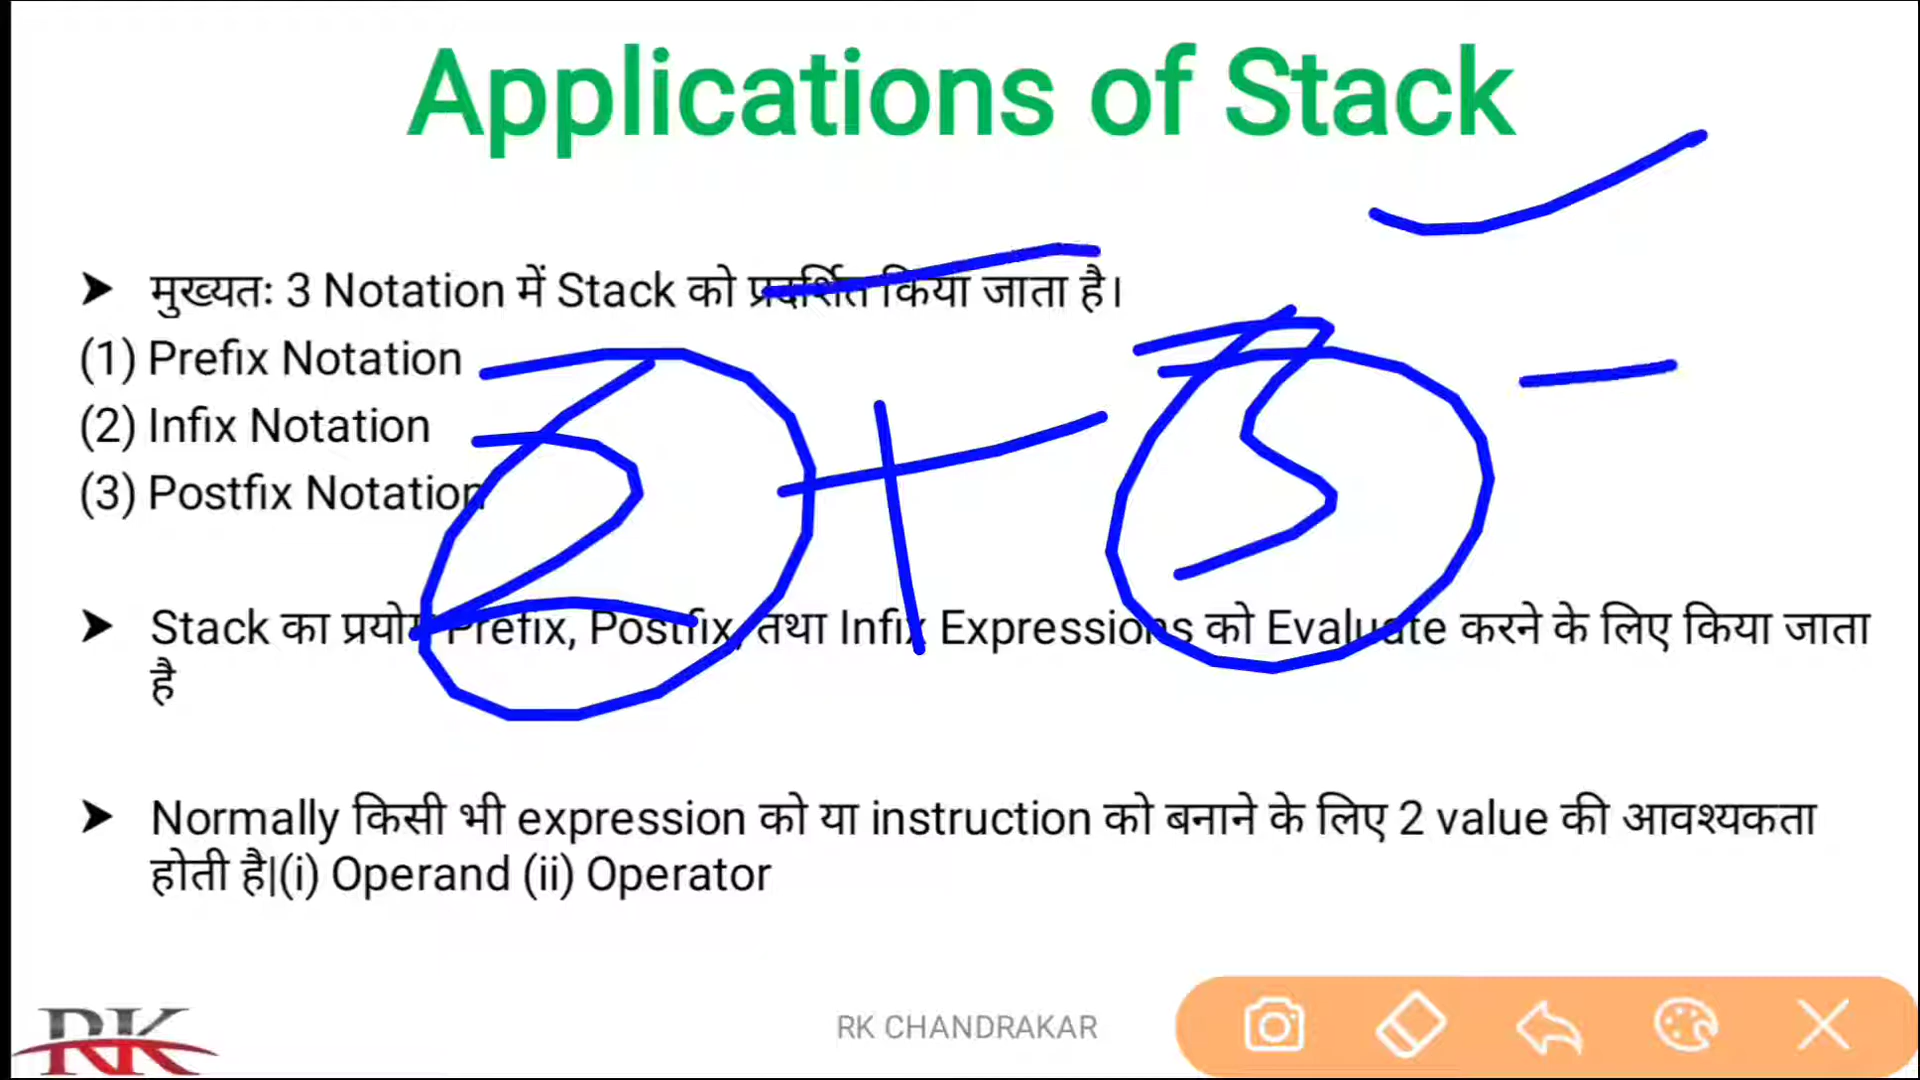 Applications of Stack
➤ मुख्यतः 3 Notation में Stack को प्रदर्शित किया जाता है।
(1) Prefix Notation
(2) Infix Notation
(3) Postfix Notation
2 + 3
➤ Stack का प्रयोग Prefix, Postfix, तथा Infix Expressions को Evaluate करने के लिए किया जाता
है
➤ Normally किसी भी expression को या instruction को बनाने के लिए 2 value की आवश्यकता
होती है|(i) Operand (ii) Operator
RK
RK CHANDRAKAR